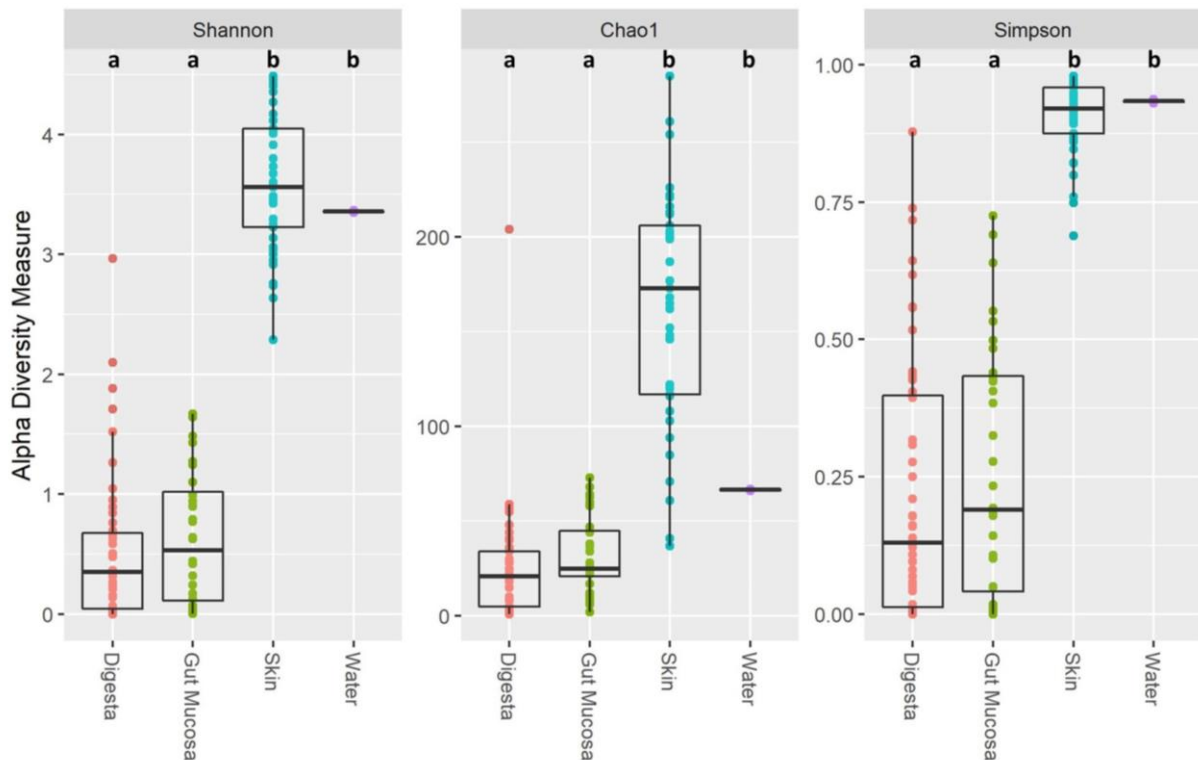 Shannon
Chao1
Simpson
a a b b
a a b b
a a b b
Alpha Diversity Measure
4
3
2
1
0
200
100
0
1.00
0.75
0.50
0.25
0.00
Digesta
Gut Mucosa
Skin
Water
Digesta
Gut Mucosa
Skin
Water
Digesta
Gut Mucosa
Skin
Water